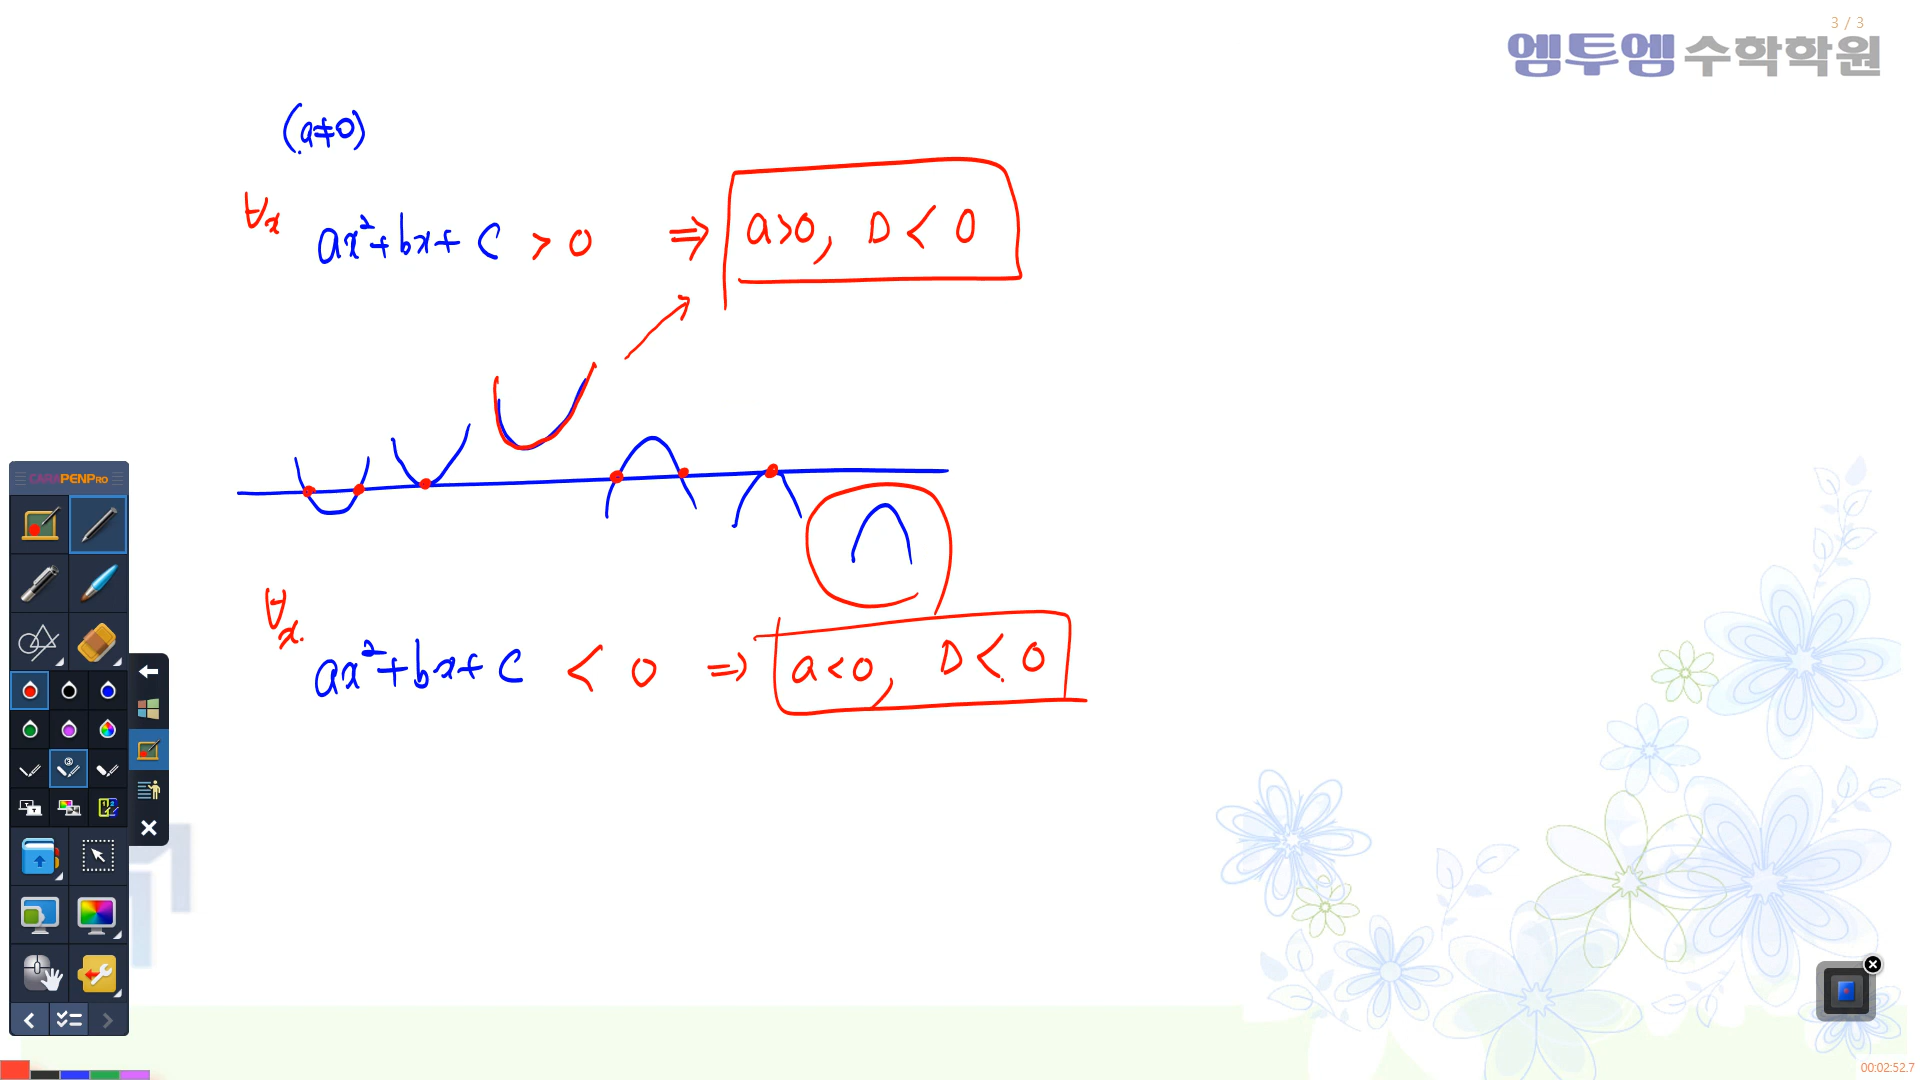 3 / 3
엠투엠 수학학원
(a≠0)
∀x ax²+bx+c > 0 ⇒ a>0, D < 0
CARAPENPRO
∀x. ax²+bx+c < 0 ⇒ a<0, D < 0
00:02:52.7